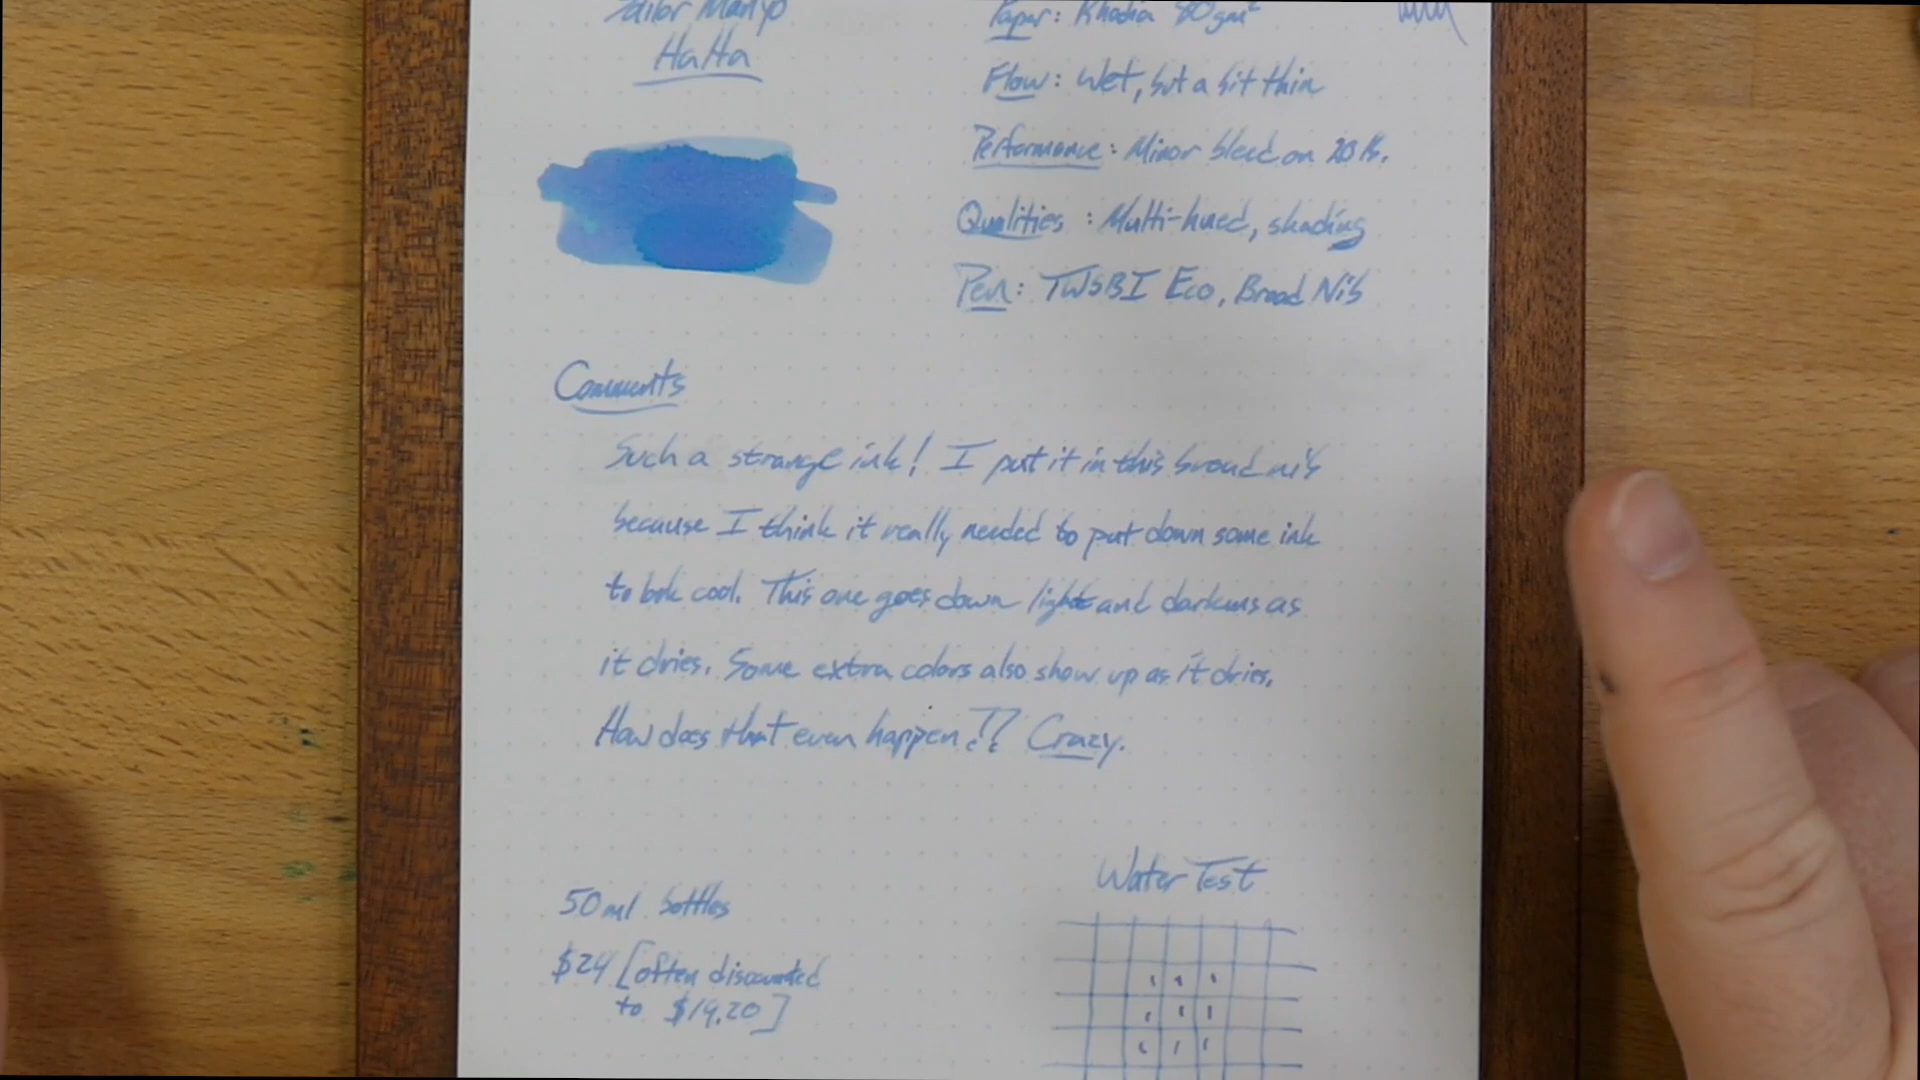 Sailor Manyo
HaHa
Paper: Rhodia 80gm²
Flow: Wet, but a bit thin
Performance: Minor bleed on 20 lb.
Qualities: Multi-hued, shading
Pen: TWSBI Eco, Broad Nib
Comments
Such a strange ink! I put it in this broad nib
because I think it really needed to put down some ink
to look cool. This one goes down light and darkens as
it dries. Some extra colors also show up as it dries.
How does that even happen?? Crazy.
50ml bottles
$24 [often discounted
to $19.20]
Water Test